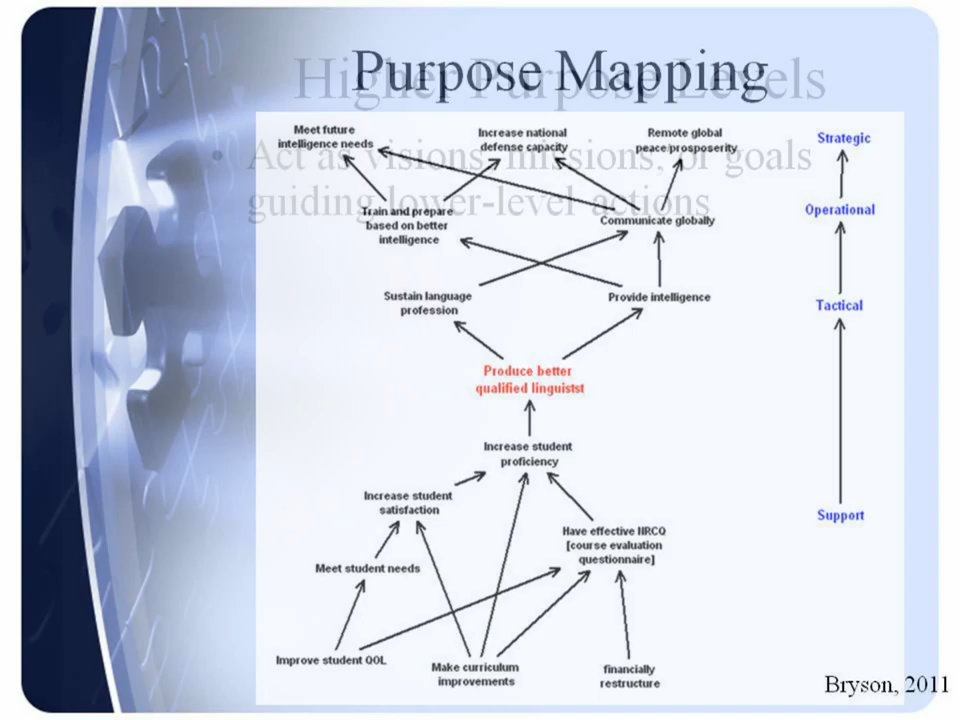 Purpose Mapping
Higher Purpose Levels
• Act as visions, missions, or goals
guiding lower-level actions
Meet future
intelligence needs
Increase national
defense capacity
Remote global
peace/prosposerity
Strategic
Train and prepare
based on better
intelligence
Communicate globally
Operational
Sustain language
profession
Provide intelligence
Tactical
Produce better
qualified linguistst
Increase student
proficiency
Increase student
satisfaction
Have effective NRCQ
[course evaluation
questionnaire]
Support
Meet student needs
Improve student QOL
Make curriculum
improvements
financially
restructure
Bryson, 2011